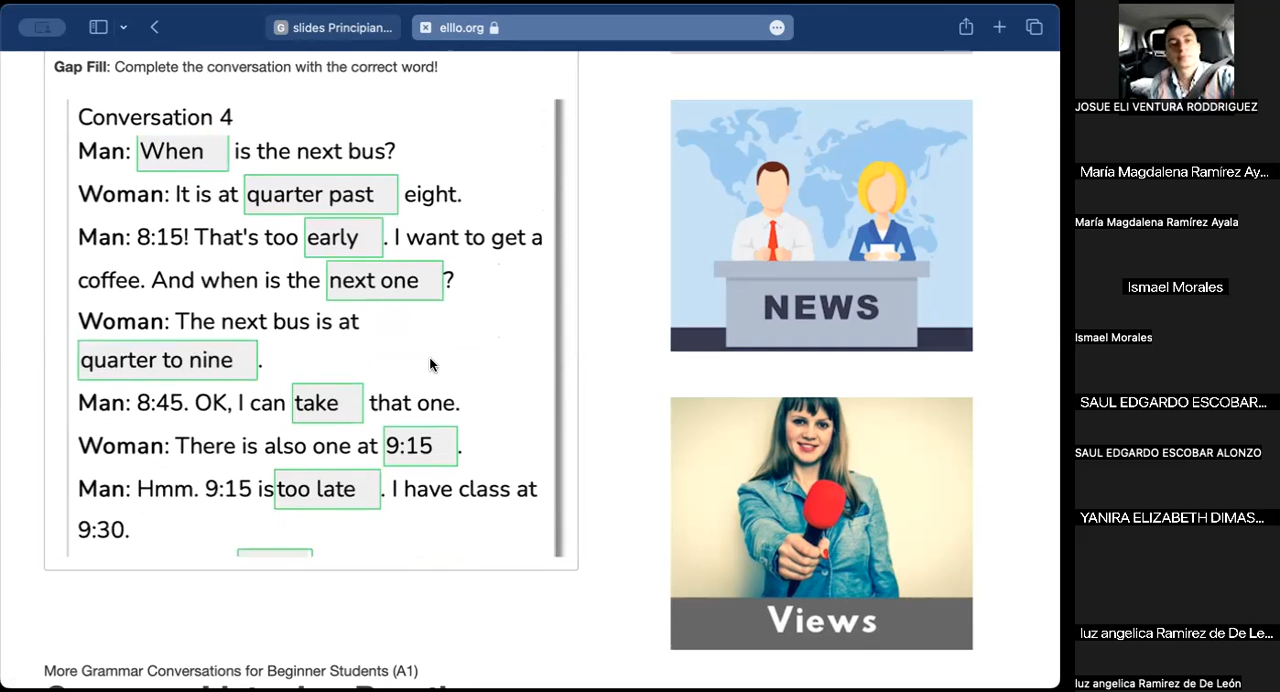 slides Principian...
elllo.org
Gap Fill: Complete the conversation with the correct word!
Conversation 4
Man: When is the next bus?
Woman: It is at quarter past eight.
Man: 8:15! That's too early . I want to get a
coffee. And when is the next one ?
Woman: The next bus is at
quarter to nine .
Man: 8:45. OK, I can take that one.
Woman: There is also one at 9:15 .
Man: Hmm. 9:15 is too late . I have class at
9:30.
NEWS
Views
More Grammar Conversations for Beginner Students (A1)
JOSUE ELI VENTURA RODDRIGUEZ
María Magdalena Ramírez Ay...
María Magdalena Ramírez Ayala
Ismael Morales
Ismael Morales
SAUL EDGARDO ESCOBAR...
SAUL EDGARDO ESCOBAR ALONZO
YANIRA ELIZABETH DIMAS...
luz angelica Ramírez de De Le...
luz angelica Ramirez de De León